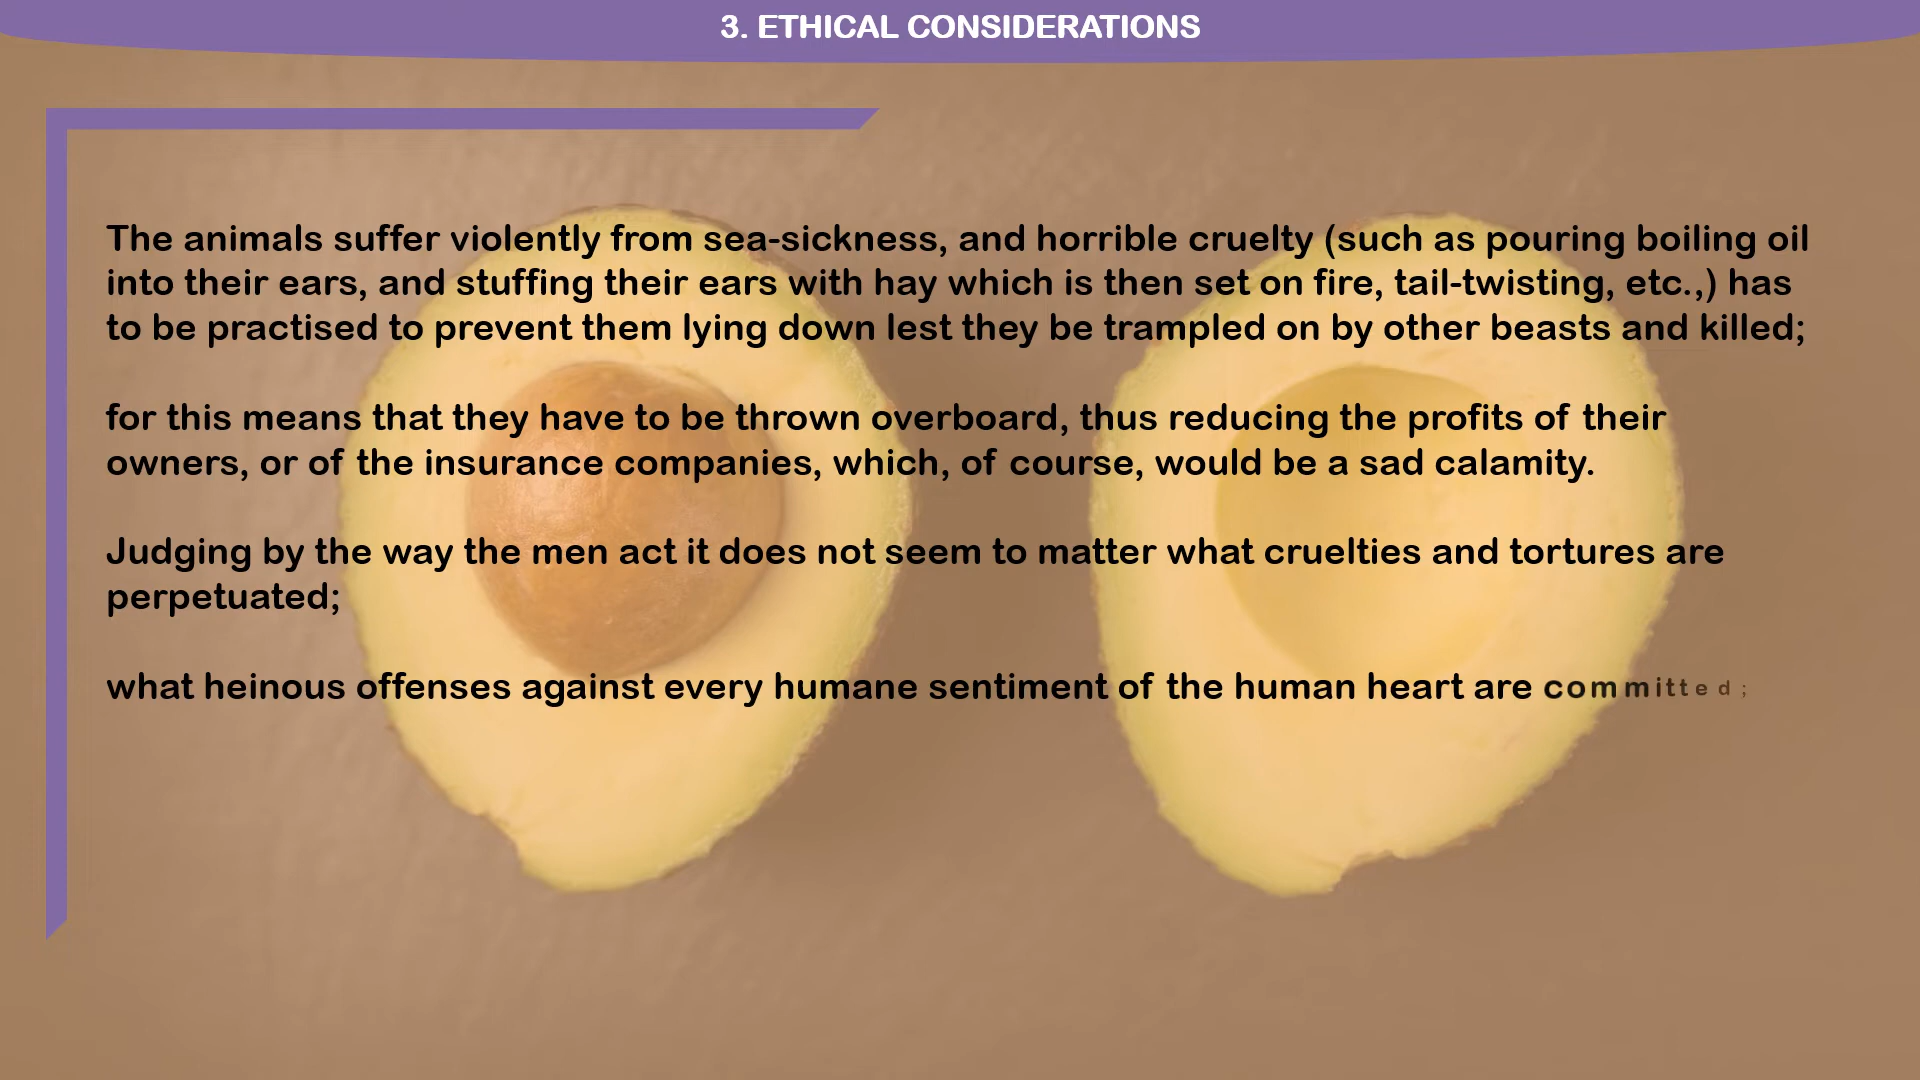 3. ETHICAL CONSIDERATIONS
The animals suffer violently from sea-sickness, and horrible cruelty (such as pouring boiling oil
into their ears, and stuffing their ears with hay which is then set on fire, tail-twisting, etc.,) has
to be practised to prevent them lying down lest they be trampled on by other beasts and killed;
for this means that they have to be thrown overboard, thus reducing the profits of their
owners, or of the insurance companies, which, of course, would be a sad calamity.
Judging by the way the men act it does not seem to matter what cruelties and tortures are
perpetuated;
what heinous offenses against every humane sentiment of the human heart are committed;